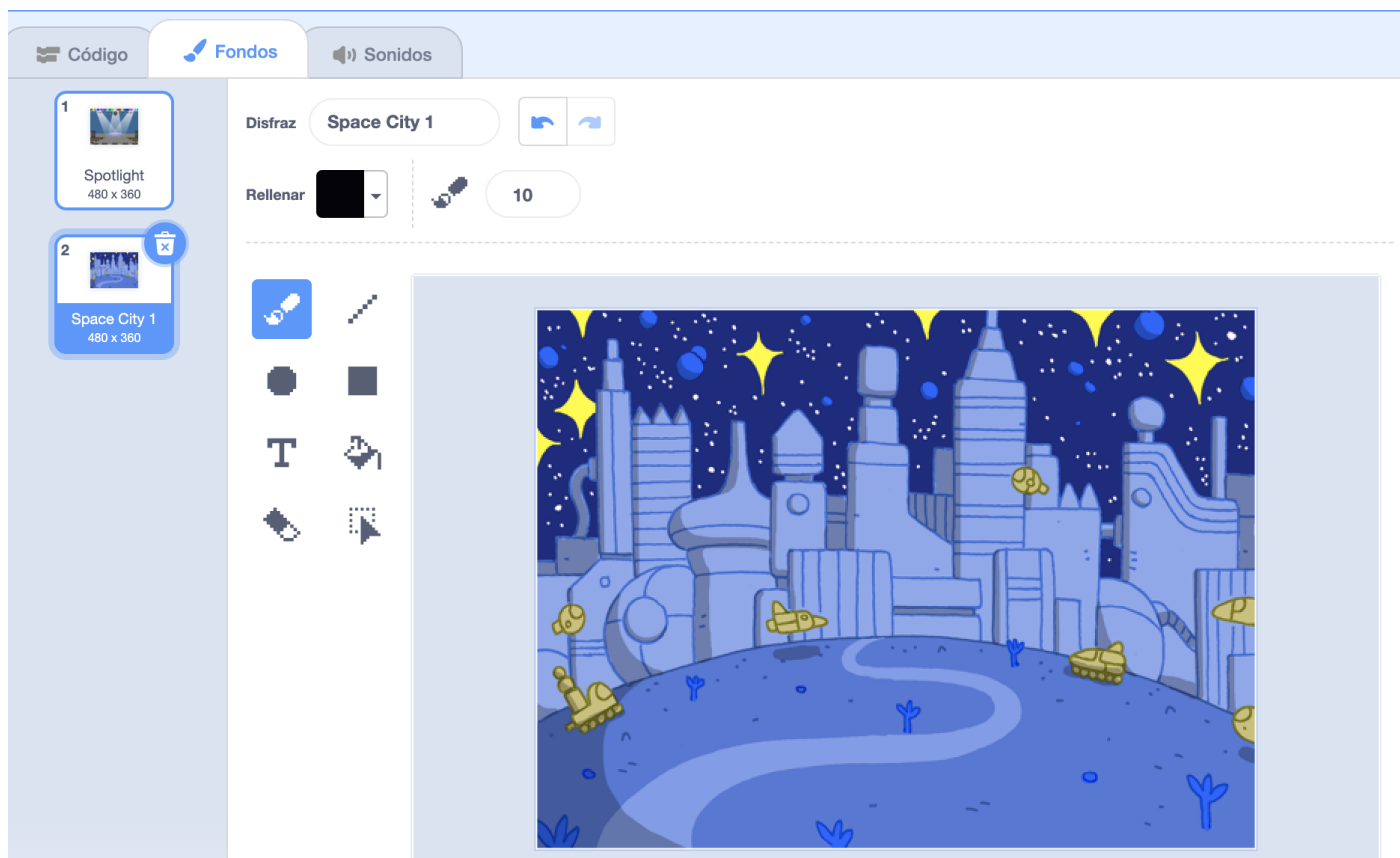 Código
Fondos
Sonidos
1
Spotlight
480 x 360
2
Space City 1
480 x 360
Disfraz
Space City 1
Rellenar
10
T